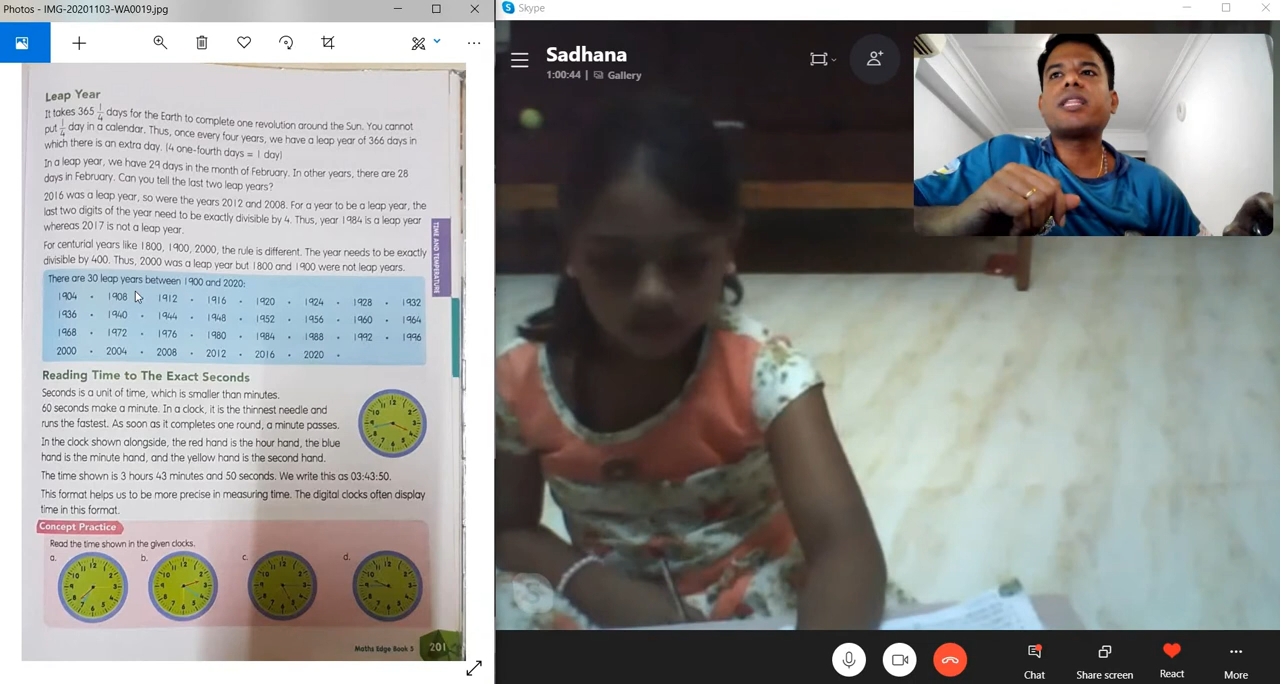 Photos - IMG-20201103-WA0019.jpg
Leap Year
It takes 365 1/4 days for the Earth to complete one revolution around the Sun. You cannot
put 1/4 day in a calendar. Thus, once every four years, we have a leap year of 366 days in
which there is an extra day. (4 one-fourth days = 1 day)
In a leap year, we have 29 days in the month of February. In other years, there are 28
days in February. Can you tell the last two leap years?
2016 was a leap year, so were the years 2012 and 2008. For a year to be a leap year, the
last two digits of the year need to be exactly divisible by 4. Thus, year 1984 is a leap year
whereas 2017 is not a leap year.
For centurial years like 1800, 1900, 2000, the rule is different. The year needs to be exactly
divisible by 400. Thus, 2000 was a leap year but 1800 and 1900 were not leap years.
There are 30 leap years between 1900 and 2020:
1904 • 1908 • 1912 • 1916 • 1920 • 1924 • 1928 • 1932
1936 • 1940 • 1944 • 1948 • 1952 • 1956 • 1960 • 1964
1968 • 1972 • 1976 • 1980 • 1984 • 1988 • 1992 • 1996
2000 • 2004 • 2008 • 2012 • 2016 • 2020 •
TIME AND TEMPERATURE
Reading Time to The Exact Seconds
Seconds is a unit of time, which is smaller than minutes.
60 seconds make a minute. In a clock, it is the thinnest needle and
runs the fastest. As soon as it completes one round, a minute passes.
In the clock shown alongside, the red hand is the hour hand, the blue
hand is the minute hand, and the yellow hand is the second hand.
The time shown is 3 hours 43 minutes and 50 seconds. We write this as 03:43:50.
This format helps us to be more precise in measuring time. The digital clocks often display
time in this format.
Concept Practice
Read the time shown in the given clocks.
a. b. c. d.
Maths Edge Book 5 201
Skype
Sadhana
1:00:44 | Gallery
Chat
Share screen
React
More